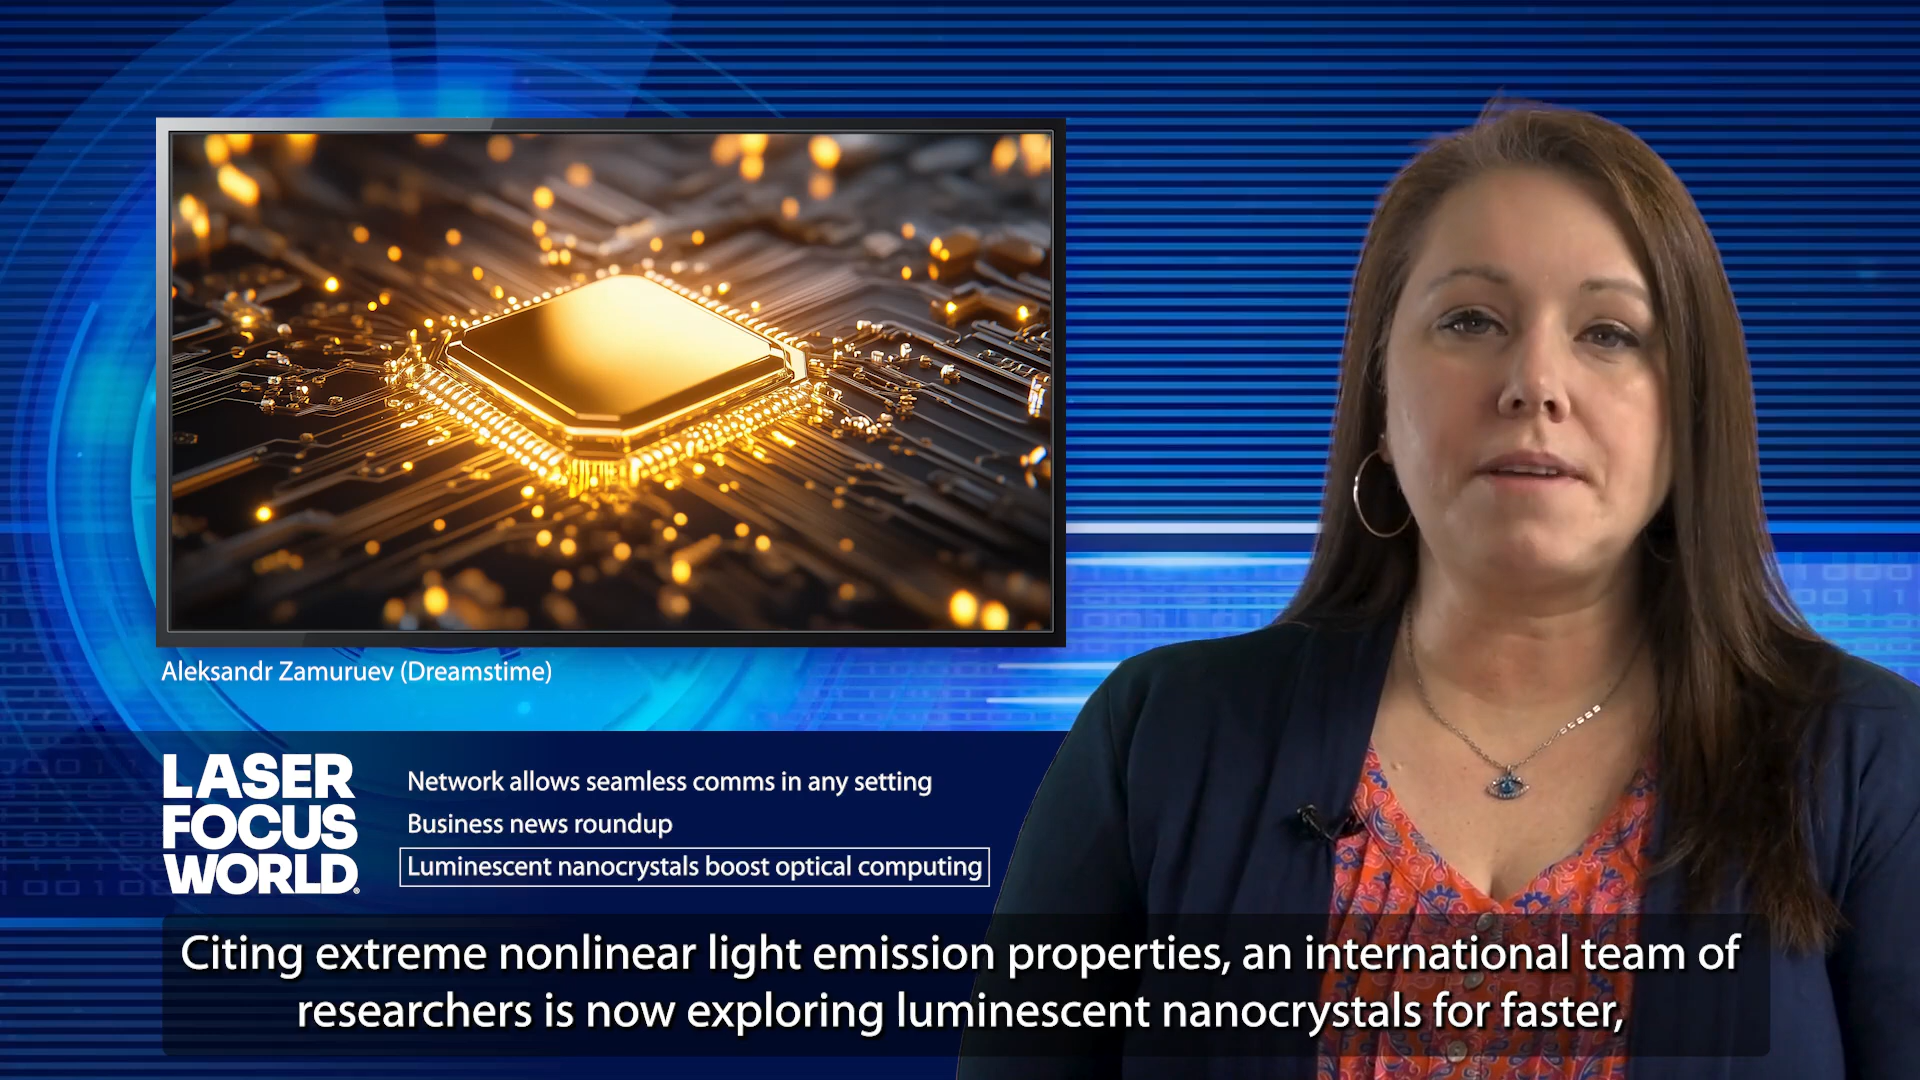 Aleksandr Zamuruev (Dreamstime)
LASER
FOCUS
WORLD®
Network allows seamless comms in any setting
Business news roundup
Luminescent nanocrystals boost optical computing
Citing extreme nonlinear light emission properties, an international team of
researchers is now exploring luminescent nanocrystals for faster,